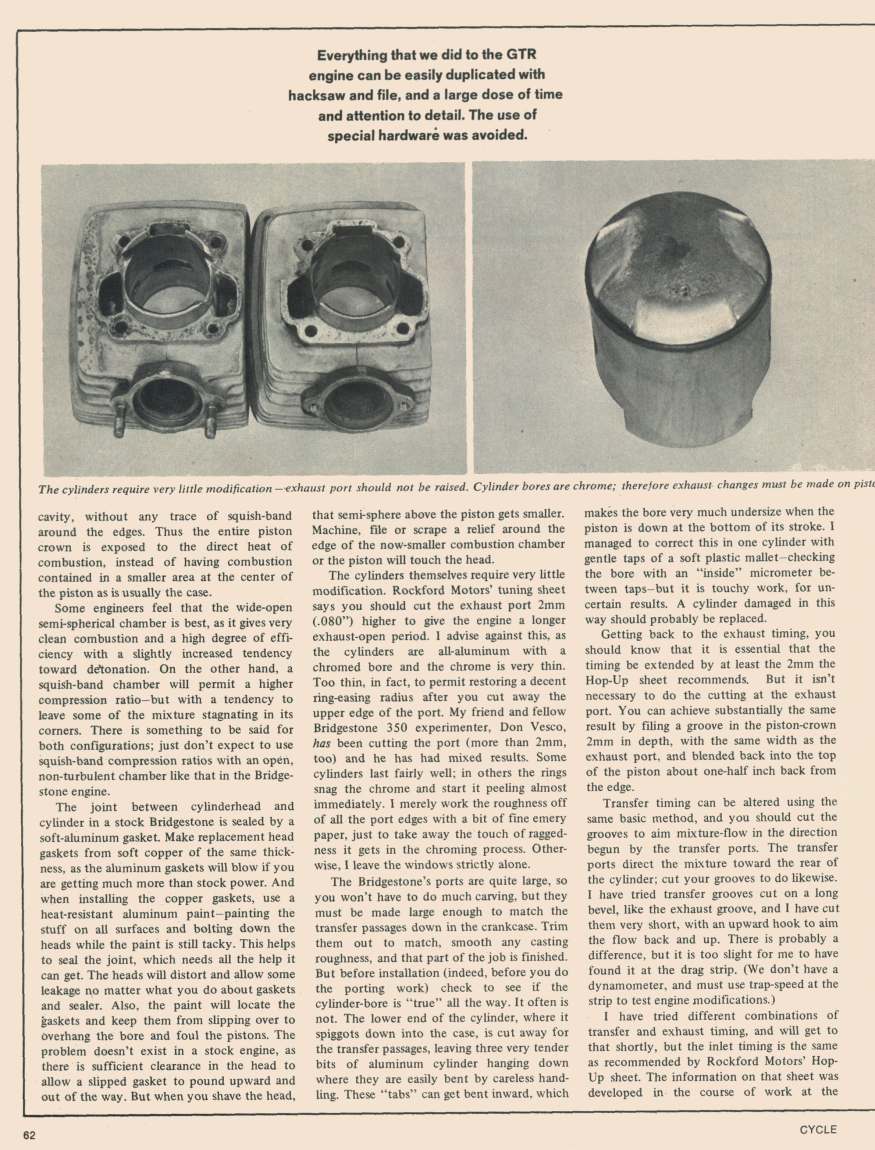 Everything that we did to the GTR
engine can be easily duplicated with
hacksaw and file, and a large dose of time
and attention to detail. The use of
special hardware was avoided.
The cylinders require very little modification—exhaust port should not be raised. Cylinder bores are chrome; therefore exhaust changes must be made on
cavity, without any trace of squish-band
around the edges. Thus the entire piston
crown is exposed to the direct heat of
combustion, instead of having combustion
contained in a smaller area at the center of
the piston as is usually the case.
Some engineers feel that the wide-open
semi-spherical chamber is best, as it gives very
clean combustion and a high degree of effi-
ciency with a slightly increased tendency
toward detonation. On the other hand, a
squish-band chamber will permit a higher
compression ratio—but with a tendency to
leave some of the mixture stagnating in its
corners. There is something to be said for
both configurations; just don't expect to use
squish-band compression ratios with an open,
non-turbulent chamber like that in the Bridge-
stone engine.
The joint between cylinderhead and
cylinder in a stock Bridgestone is sealed by a
soft-aluminum gasket. Make replacement head
gaskets from soft copper of the same thick-
ness, as the aluminum gaskets will blow if you
are getting much more than stock power. And
when installing the copper gaskets, use a
heat-resistant aluminum paint—painting the
stuff on all surfaces and bolting down the
heads while the paint is still tacky. This helps
to seal the joint, which needs all the help it
can get. The heads will distort and allow some
leakage no matter what you do about gaskets
and sealer. Also, the paint will locate the
gaskets and keep them from slipping over to
overhang the bore and foul the pistons. The
problem doesn't exist in a stock engine, as
there is sufficient clearance in the head to
allow a slipped gasket to pound upward and
out of the way. But when you shave the head,
that semi-sphere above the piston gets smaller.
Machine, file or scrape a relief around the
edge of the now-smaller combustion chamber
or the piston will touch the head.
The cylinders themselves require very little
modification. Rockford Motors' tuning sheet
says you should cut the exhaust port 2mm
(.080") higher to give the engine a longer
exhaust-open period. I advise against this, as
the cylinders are all-aluminum with a
chromed bore and the chrome is very thin.
Too thin, in fact, to permit restoring a decent
ring-easing radius after you cut away the
upper edge of the port. My friend and fellow
Bridgestone 350 experimenter, Don Vesco,
has been cutting the port (more than 2mm,
too) and he has had mixed results. Some
cylinders last fairly well; in others the rings
snag the chrome and start it peeling almost
immediately. I merely work the roughness off
of all the port edges with a bit of fine emery
paper, just to take away the touch of ragged-
ness it gets in the chroming process. Other-
wise, I leave the windows strictly alone.
The Bridgestone's ports are quite large, so
you won't have to do much carving, but they
must be made large enough to match the
transfer passages down in the crankcase. Trim
them out to match, smooth any casting
roughness, and that part of the job is finished.
But before installation (indeed, before you do
the porting work) check to see if the
cylinder-bore is "true" all the way. It often is
not. The lower end of the cylinder, where it
spiggots down into the case, is cut away for
the transfer passages, leaving three very tender
bits of aluminum cylinder hanging down
where they are easily bent by careless hand-
ling. These "tabs" can get bent inward, which
makes the bore very much undersize when the
piston is down at the bottom of its stroke. I
managed to correct this in one cylinder with
gentle taps of a soft plastic mallet—checking
the bore with an "inside" micrometer be-
tween taps—but it is touchy work, for un-
certain results. A cylinder damaged in this
way should probably be replaced.
Getting back to the exhaust timing, you
should know that it is essential that the
timing be extended by at least the 2mm the
Hop-Up sheet recommends. But it isn't
necessary to do the cutting at the exhaust
port. You can achieve substantially the same
result by filing a groove in the piston-crown
2mm in depth, with the same width as the
exhaust port, and blended back into the top
of the piston about one-half inch back from
the edge.
Transfer timing can be altered using the
same basic method, and you should cut the
grooves to aim mixture-flow in the direction
begun by the transfer ports. The transfer
ports direct the mixture toward the rear of
the cylinder; cut your grooves to do likewise.
I have tried transfer grooves cut on a long
bevel, like the exhaust groove, and I have cut
them very short, with an upward hook to aim
the flow back and up. There is probably a
difference, but it is too slight for me to have
found it at the drag strip. (We don't have a
dynamometer, and must use trap-speed at the
strip to test engine modifications.)
I have tried different combinations of
transfer and exhaust timing, and will get to
that shortly, but the inlet timing is the same
as recommended by Rockford Motors' Hop-
Up sheet. The information on that sheet was
developed in the course of work at the
62
CYCLE